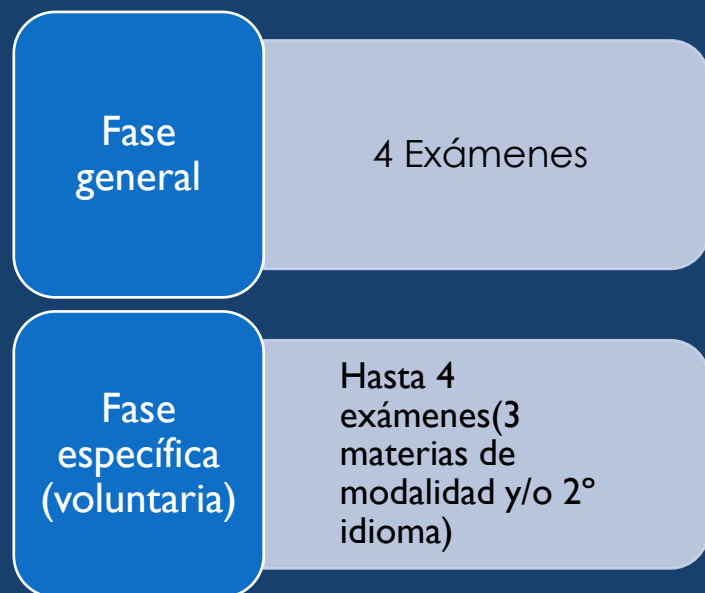 Fase
general
4 Exámenes
Fase
específica
(voluntaria)
Hasta 4
exámenes(3
materias de
modalidad y/o 2º
idioma)